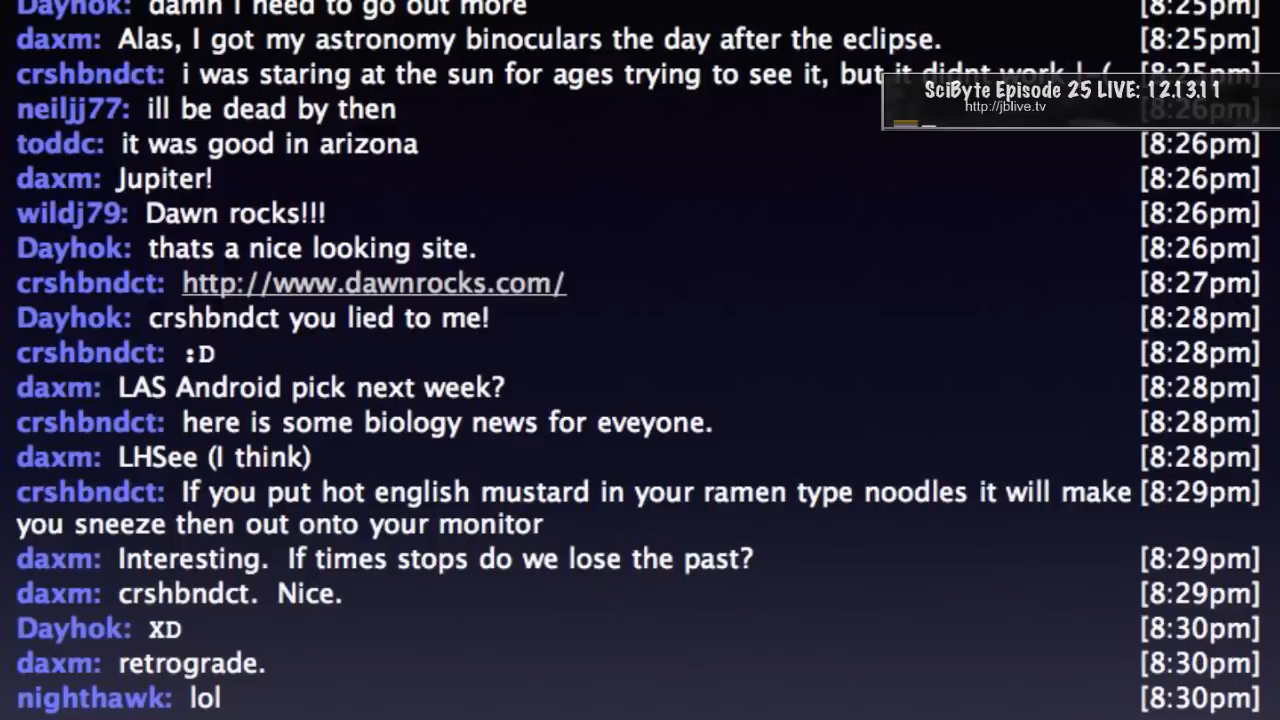 Dayhok: damn i need to go out more [8:25pm]
daxm: Alas, I got my astronomy binoculars the day after the eclipse. [8:25pm]
crshbndct: i was staring at the sun for ages trying to see it, but it didnt work [8:25pm]
SciByte Episode 25 LIVE: 12.13.11
http://jblive.tv
neiljj77: ill be dead by then [8:26pm]
toddc: it was good in arizona [8:26pm]
daxm: Jupiter! [8:26pm]
wildj79: Dawn rocks!!! [8:26pm]
Dayhok: thats a nice looking site. [8:26pm]
crshbndct: http://www.dawnrocks.com/ [8:27pm]
Dayhok: crshbndct you lied to me! [8:28pm]
crshbndct: :D [8:28pm]
daxm: LAS Android pick next week? [8:28pm]
crshbndct: here is some biology news for eveyone. [8:28pm]
daxm: LHSee (I think) [8:28pm]
crshbndct: If you put hot english mustard in your ramen type noodles it will make [8:29pm]
you sneeze then out onto your monitor
daxm: Interesting. If times stops do we lose the past? [8:29pm]
daxm: crshbndct. Nice. [8:29pm]
Dayhok: XD [8:30pm]
daxm: retrograde. [8:30pm]
nighthawk: lol [8:30pm]